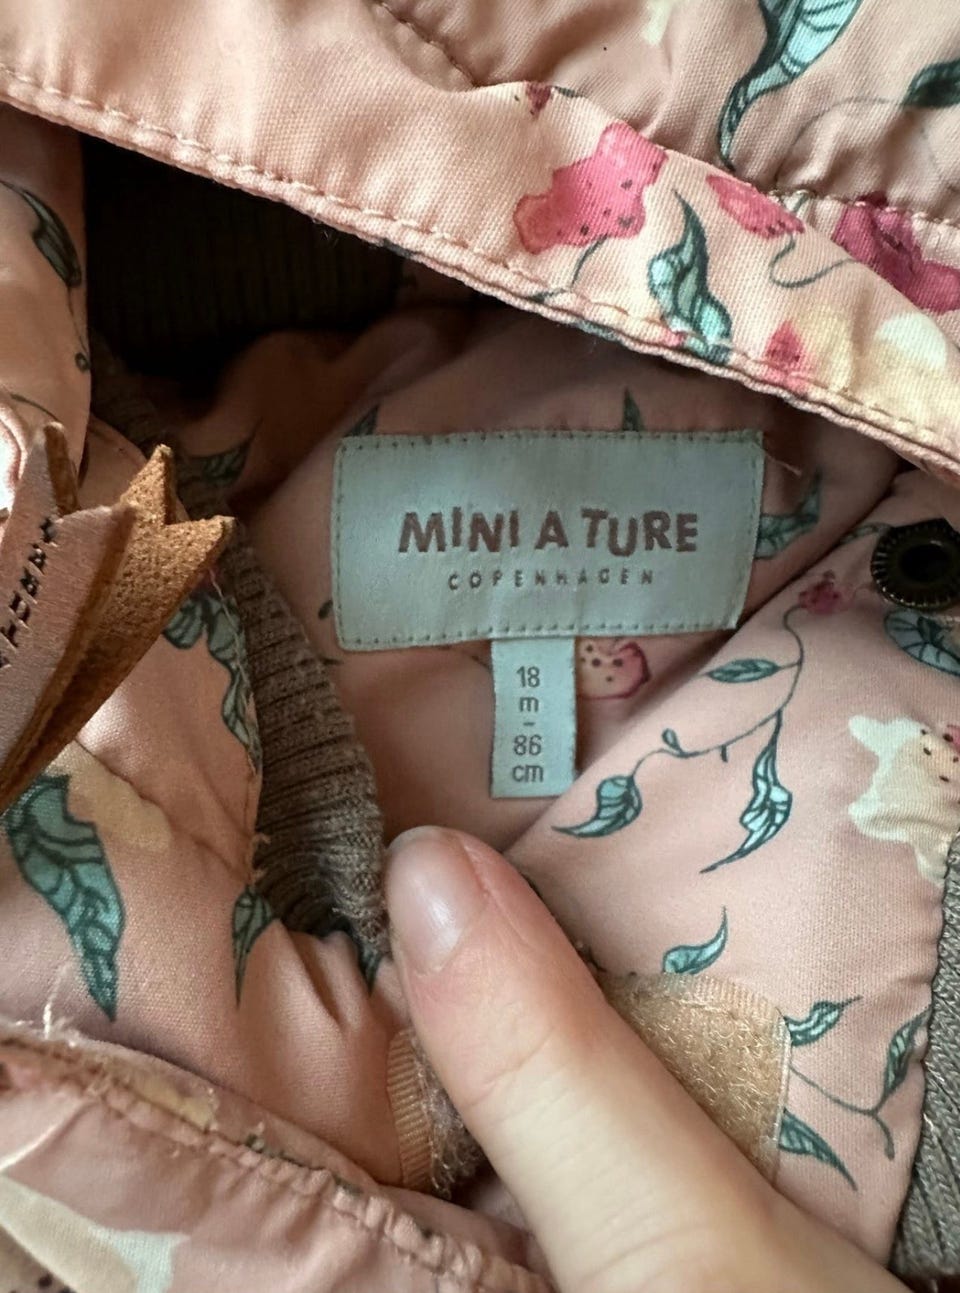 MINI A TURE
COPENHAGEN
18
m
-
86
cm